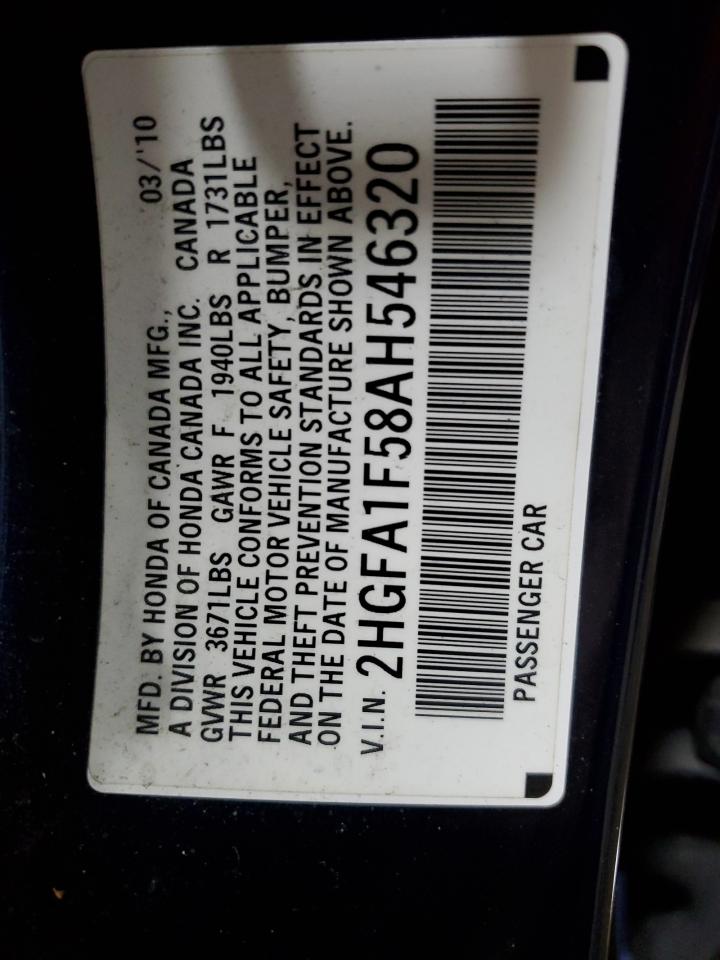 MFD. BY HONDA OF CANADA MFG., 03/'10
A DIVISION OF HONDA CANADA INC. CANADA
GVWR 3671LBS GAWR F 1940LBS R 1731LBS
THIS VEHICLE CONFORMS TO ALL APPLICABLE
FEDERAL MOTOR VEHICLE SAFETY, BUMPER,
AND THEFT PREVENTION STANDARDS IN EFFECT
ON THE DATE OF MANUFACTURE SHOWN ABOVE.
V.I.N. 2HGFA1F58AH546320
PASSENGER CAR